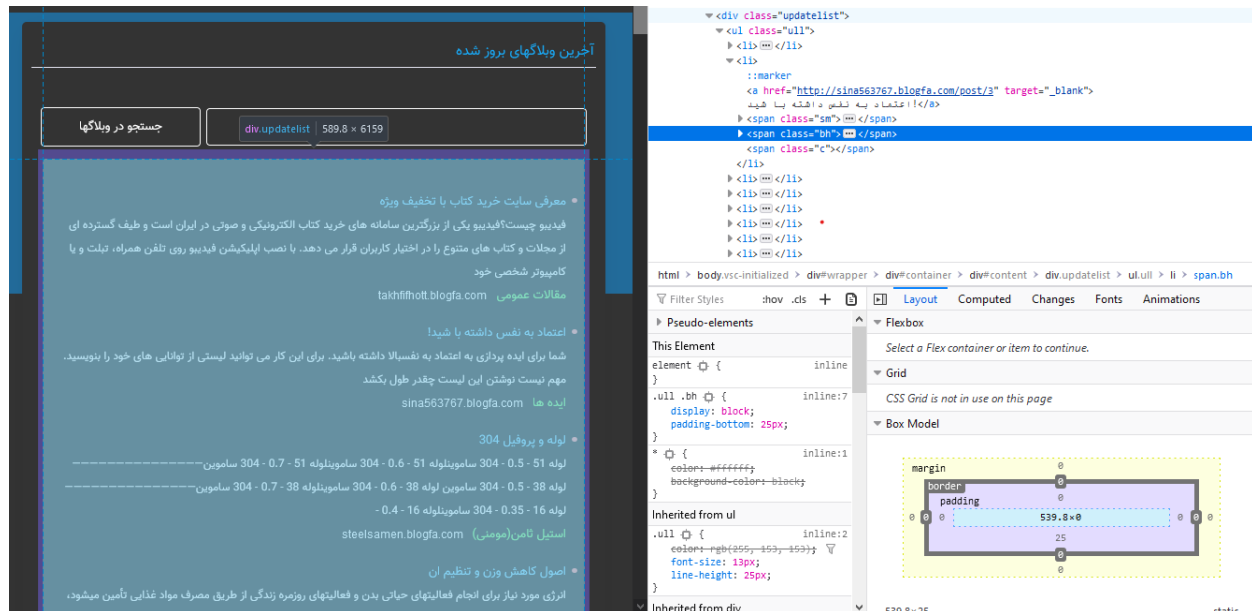 آخرین وبلاگهای بروز شده
جستجو در وبلاگها
div.updatelist 589.8 × 6159
معرفی سایت خرید کتاب با تخفیف ویژه
فیدیبو چیست؟فیدیبو یکی از بزرگترین سامانه های خرید کتاب الکترونیکی و صوتی در ایران است و طیف گسترده ای
از مجلات و کتاب های متنوع را در اختیار کاربران قرار می دهد. با نصب اپلیکیشن فیدیبو روی تلفن همراه، تبلت و یا
کامپیوتر شخصی خود
مقالات عمومی takhfifhott.blogfa.com
اعتماد به نفس داشته با شید!
شما برای ایده پردازی به اعتماد به نفسبالا داشته باشید. برای این کار می توانید لیستی از توانایی های خود را بنویسید.
مهم نیست نوشتن این لیست چقدر طول بکشد
ایده ها sina563767.blogfa.com
لوله و پروفیل 304
لوله 51 - 0.5 - 304 ساموینلوله 51 - 0.6 - 304 ساموینلوله 51 - 0.7 - 304 ساموین————————————————
لوله 38 - 0.5 - 304 ساموین لوله 38 - 0.6 - 304 ساموینلوله 38 - 0.7 - 304 ساموین————————————————
لوله 16 - 0.35 - 304 ساموینلوله 16 - 0.4 -
استیل ثامن(مومنی) steelsamen.blogfa.com
اصول کاهش وزن و تنظیم ان
انرژی مورد نیاز برای انجام فعالیتهای حیاتی بدن و فعالیتهای روزمره زندگی از طریق مصرف مواد غذایی تأمین میشود،
<div class="updatelist">
<ul class="ull">
<li>⋯</li>
<li>
::marker
<a href="http://sina563767.blogfa.com/post/3" target="_blank">
اعتماد به نفس داشته با شید!</a>
<span class="sm">⋯</span>
<span class="bh">⋯</span>
<span class="c"></span>
</li>
<li>⋯</li>
<li>⋯</li>
<li>⋯</li>
<li>⋯</li>
<li>⋯</li>
<li>⋯</li>
html > body.vsc-initialized > div#wrapper > div#container > div#content > div.updatelist > ul.ull > li > span.bh
Filter Styles :hov .cls +
Layout Computed Changes Fonts Animations
Pseudo-elements
This Element
element { inline
}
.ull .bh { inline:7
display: block;
padding-bottom: 25px;
}
* { inline:1
color: #ffffff;
background-color: black;
}
Inherited from ul
.ull { inline:2
color: rgb(255, 153, 153);
font-size: 13px;
line-height: 25px;
}
Inherited from div
Flexbox
Select a Flex container or item to continue.
Grid
CSS Grid is not in use on this page
Box Model
margin 0
border 0
padding 0
0 0 0 539.8×0 0 0 0
25
0
0
539.8×25 static